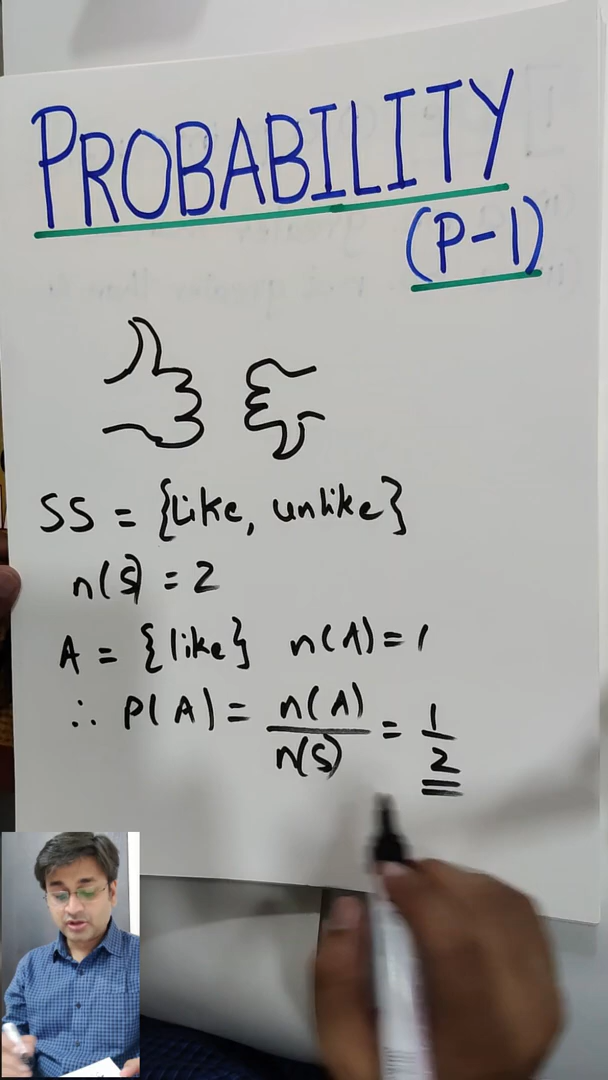 PROBABILITY
(P-1)
SS = {Like, unlike}
n(S) = 2
A = {like} n(A) = 1
∴ P(A) = n(A)/n(S) = 1/2